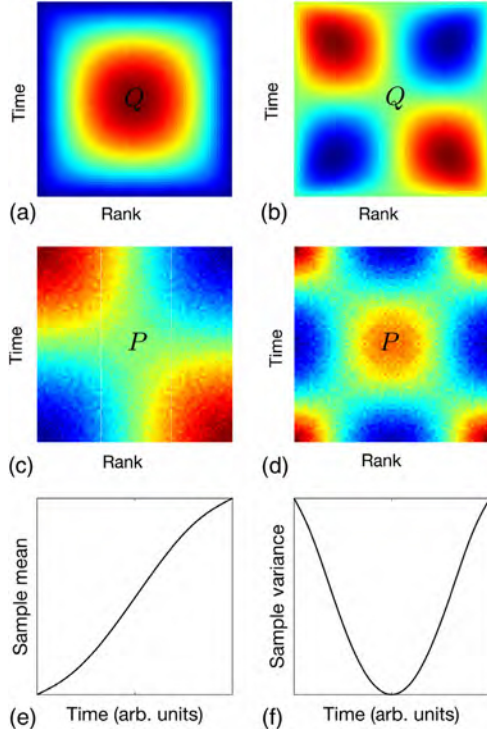 Time
Q
(a)
Rank
Time
Q
(b)
Rank
Time
P
(c)
Rank
Time
P
(d)
Rank
Sample mean
(e)
Time (arb. units)
Sample variance
(f)
Time (arb. units)